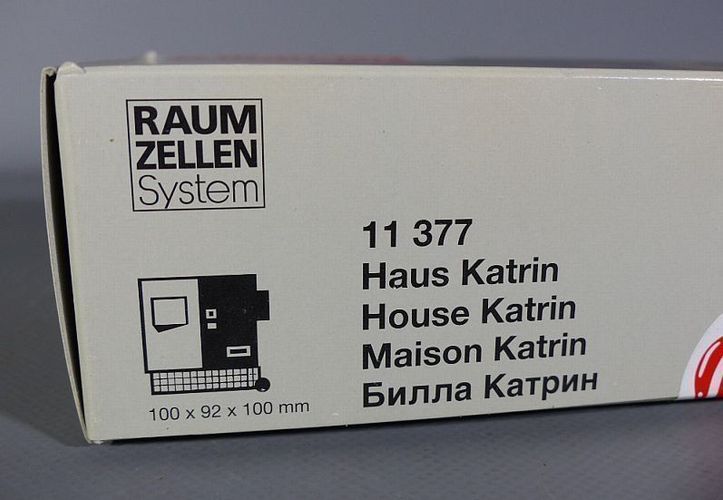 RAUM
ZELLEN
System
11 377
Haus Katrin
House Katrin
Maison Katrin
Билла Катрин
100 x 92 x 100 mm